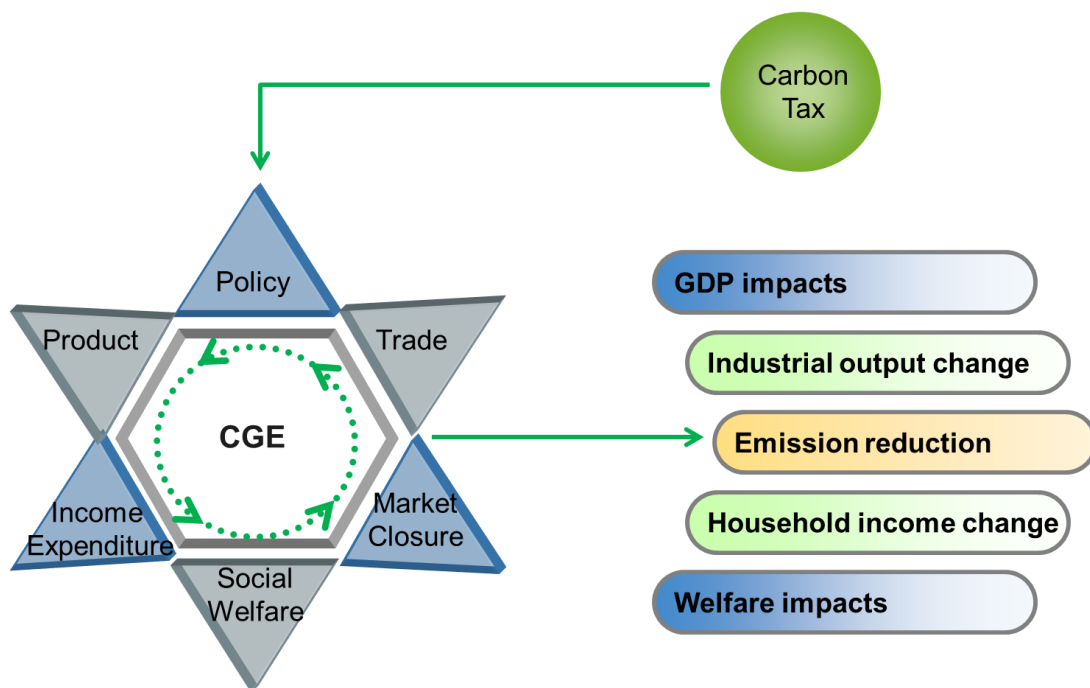 Carbon
Tax
Policy
Product
Trade
CGE
Income
Expenditure
Market
Closure
Social
Welfare
GDP impacts
Industrial output change
Emission reduction
Household income change
Welfare impacts